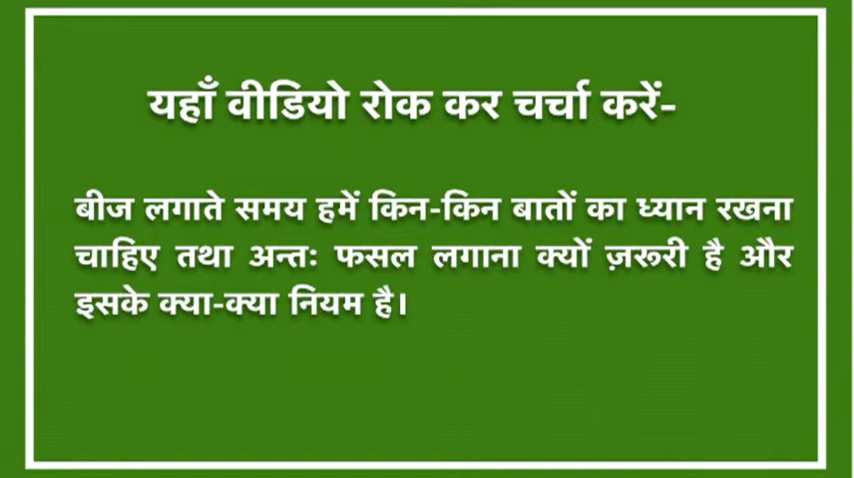 यहाँ वीडियो रोक कर चर्चा करें-
बीज लगाते समय हमें किन-किन बातों का ध्यान रखना
चाहिए तथा अन्तः फसल लगाना क्यों ज़रूरी है और
इसके क्या-क्या नियम है।